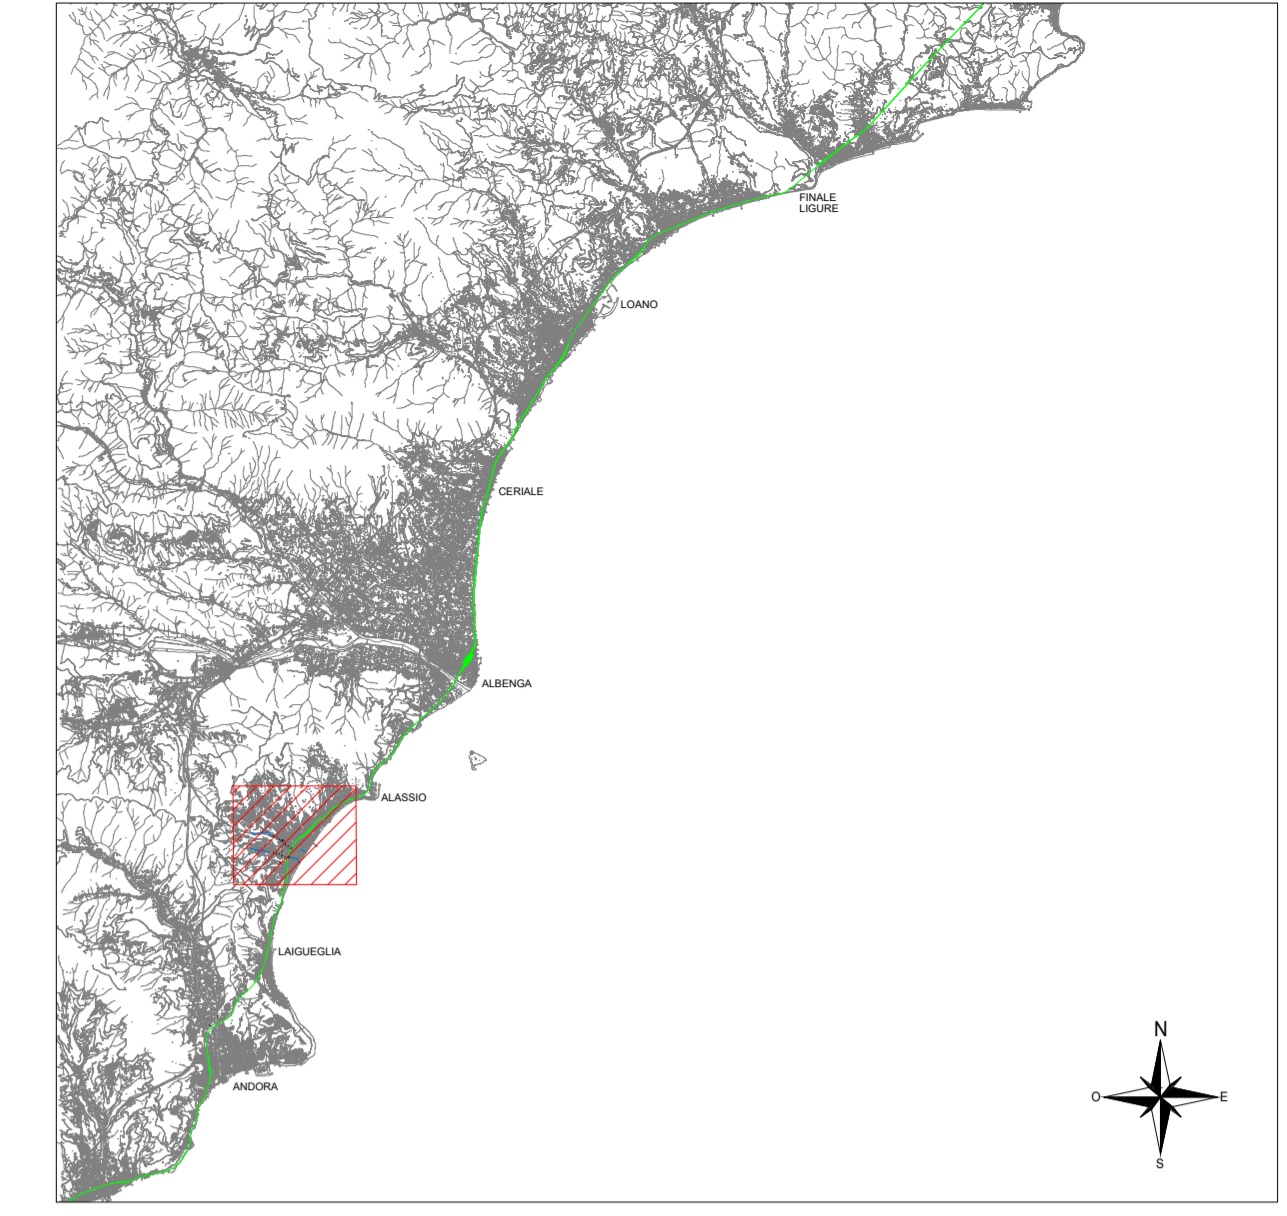 FINALE
LIGURE
LOANO
CERIALE
ALBENGA
ALASSIO
LAIGUEGLIA
ANDORA
N
O
E
S